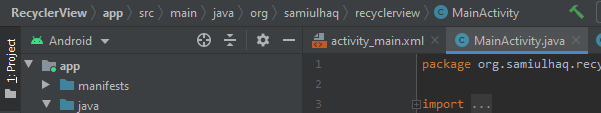 RecyclerView app src main java org samiulhaq recyclerview MainActivity
1: Project
Android
activity_main.xml
MainActivity.java
app
manifests
java
1 package org.samiulhaq.recy
2
3 import ...